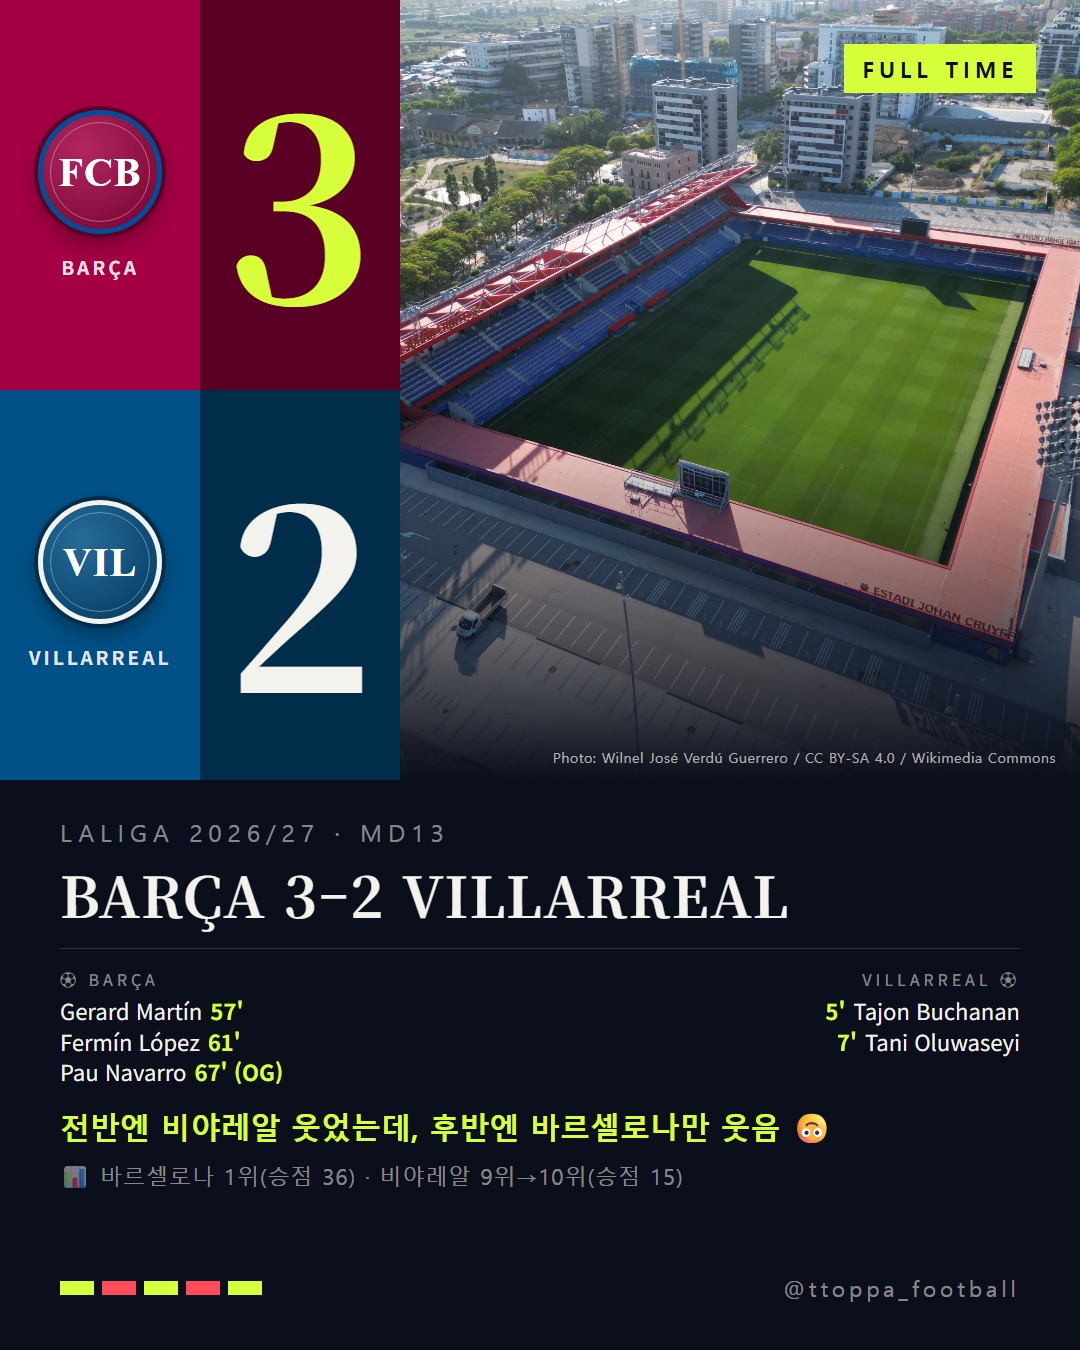 FULL TIME
FCB
BARÇA
3
VIL
VILLARREAL
2
ESTADI JOHAN CRUYFF
Photo: Wilnel José Verdú Guerrero / CC BY-SA 4.0 / Wikimedia Commons
LALIGA 2026/27 · MD13
BARÇA 3–2 VILLARREAL
⚽ BARÇA
Gerard Martín 57'
Fermín López 61'
Pau Navarro 67' (OG)
VILLARREAL ⚽
5' Tajon Buchanan
7' Tani Oluwaseyi
전반엔 비야레알 웃었는데, 후반엔 바르셀로나만 웃음 🙃
📊 바르셀로나 1위(승점 36) · 비야레알 9위→10위(승점 15)
@ttoppa_football